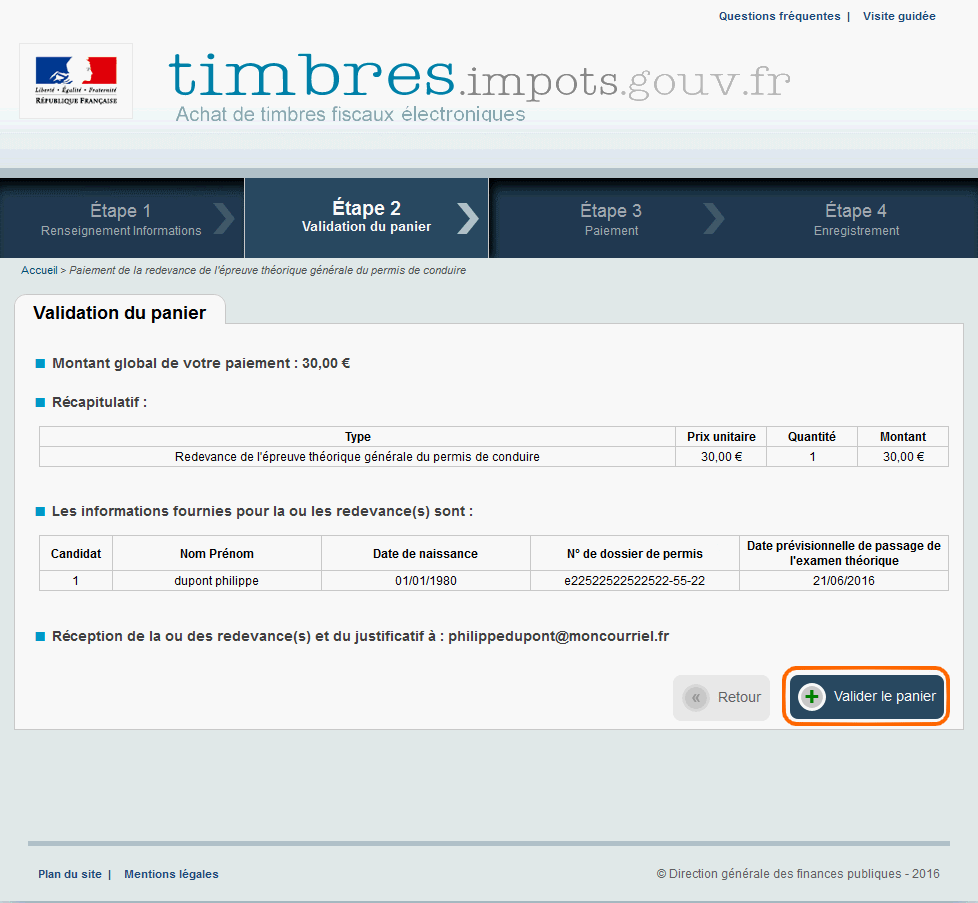 Questions fréquentes | Visite guidée
Liberté • Égalité • Fraternité
RÉPUBLIQUE FRANÇAISE
timbres.impots.gouv.fr
Achat de timbres fiscaux électroniques
Étape 1
Renseignement Informations
Étape 2
Validation du panier
Étape 3
Paiement
Étape 4
Enregistrement
Accueil > Paiement de la redevance de l'épreuve théorique générale du permis de conduire
Validation du panier
Montant global de votre paiement : 30,00 €
Récapitulatif :
Type Prix unitaire Quantité Montant
Redevance de l'épreuve théorique générale du permis de conduire 30,00 € 1 30,00 €
Les informations fournies pour la ou les redevance(s) sont :
Candidat Nom Prénom Date de naissance N° de dossier de permis Date prévisionnelle de passage de
l'examen théorique
1 dupont philippe 01/01/1980 e22522522522522-55-22 21/06/2016
Réception de la ou des redevance(s) et du justificatif à : philippedupont@moncourriel.fr
« Retour
+ Valider le panier
Plan du site | Mentions légales
© Direction générale des finances publiques - 2016